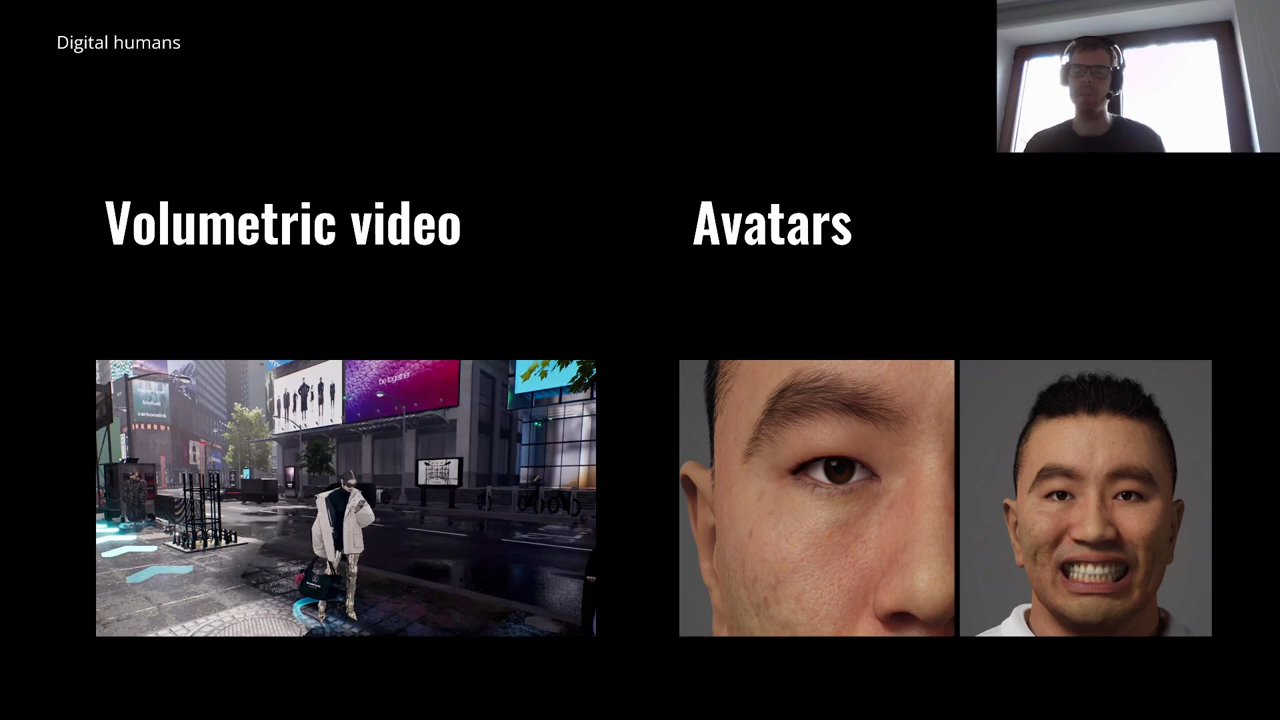 Digital humans
Volumetric video
Avatars
be together